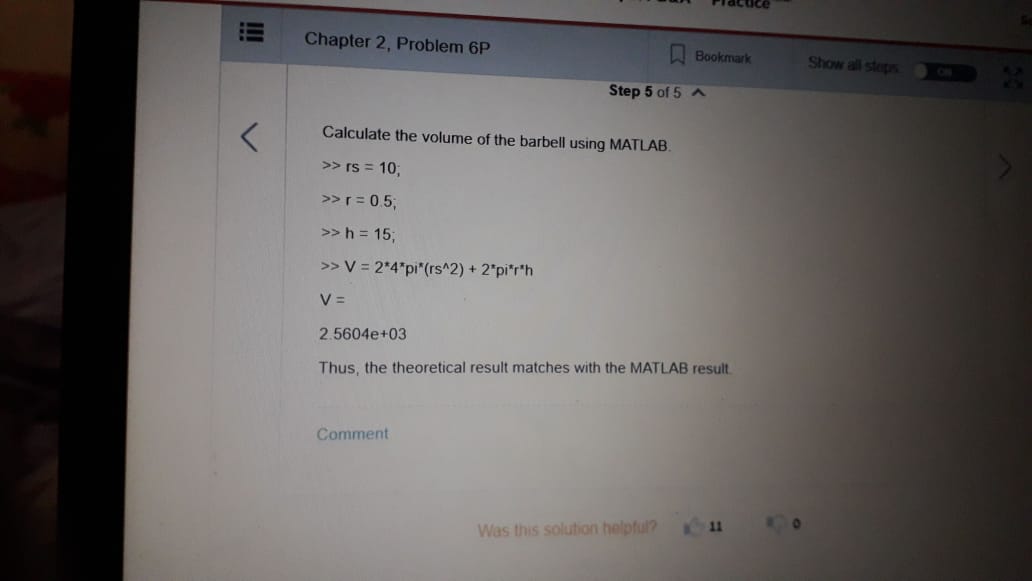 Practice
Chapter 2, Problem 6P
Bookmark
Show all steps:
ON
Step 5 of 5
Calculate the volume of the barbell using MATLAB.
>> rs = 10;
>> r = 0.5;
>> h = 15;
>> V = 2*4*pi*(rs^2) + 2*pi*r*h
V =
2.5604e+03
Thus, the theoretical result matches with the MATLAB result.
Comment
Was this solution helpful?
11
0